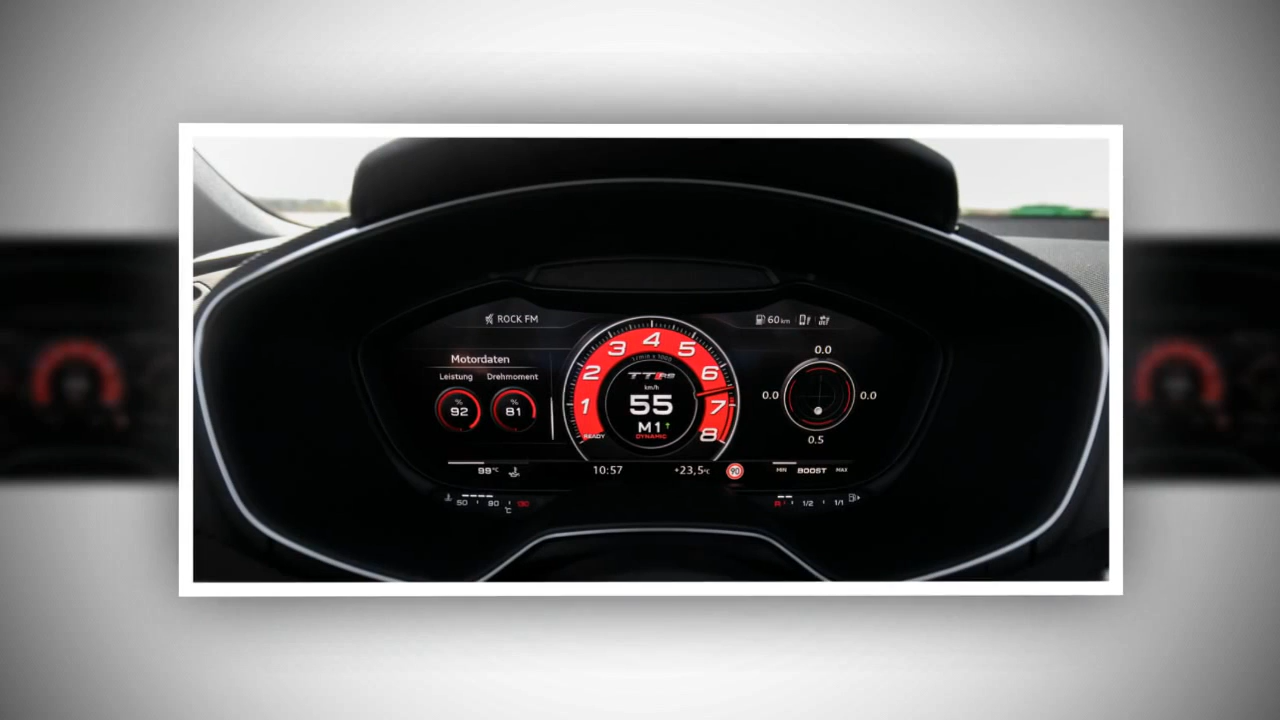 ROCK FM
60 km
Motordaten
Leistung
Drehmoment
%
92
%
81
1
2
3
4
5
6
7
8
1/min x 1000
TT RS
km/h
55
M1↑
DYNAMIC
READY
0.0
0.0
0.0
0.5
99°C
10:57
+23,5°C
90
MIN
BOOST
MAX
50
90
130
°C
R
1/2
1/1